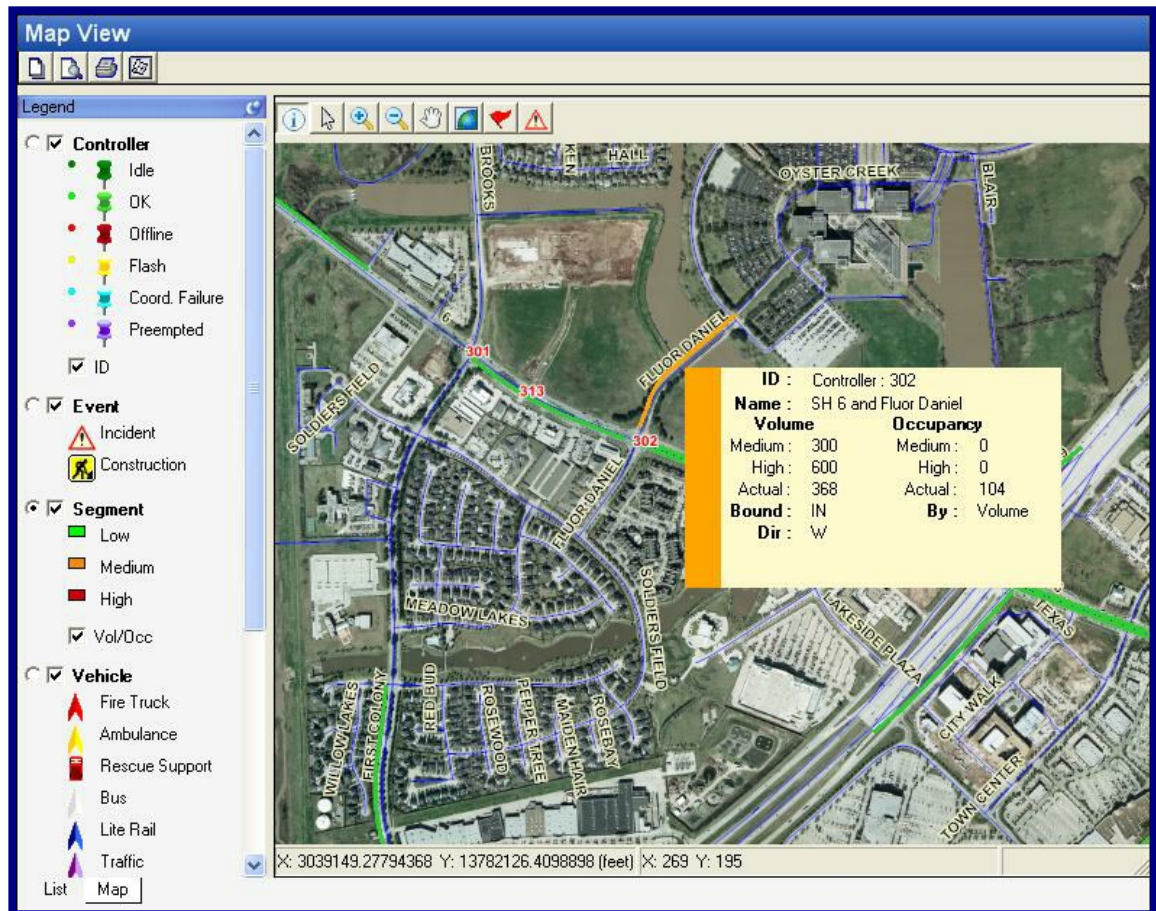 Map View
Legend
Controller
Idle
OK
Offline
Flash
Coord. Failure
Preempted
ID
Event
Incident
Construction
Segment
Low
Medium
High
Vol/Occ
Vehicle
Fire Truck
Ambulance
Rescue Support
Bus
Lite Rail
Traffic
List Map
BROOKS
KEN
HALL
OYSTER CREEK
BLAIR
6
301
313
302
SOLDIERS FIELD
FLUOR DANIEL
FLUOR DANIEL
ID : Controller : 302
Name : SH 6 and Fluor Daniel
Volume Occupancy
Medium : 300 Medium : 0
High : 600 High : 0
Actual : 368 Actual : 104
Bound : IN By : Volume
Dir : W
MEADOW LAKES
SOLDIERS FIELD
LAKESIDE PLAZA
TEXAS
CITY WALK
TOWN CENTER
WILLOW LAKES
FIRST COLONY
RED BUD
ROSEWOOD
PEPPER TREE
MAIDENHAIR
ROSEBAY
X: 3039149.27794368 Y: 13782126.4098898 (feet) X: 269 Y: 195